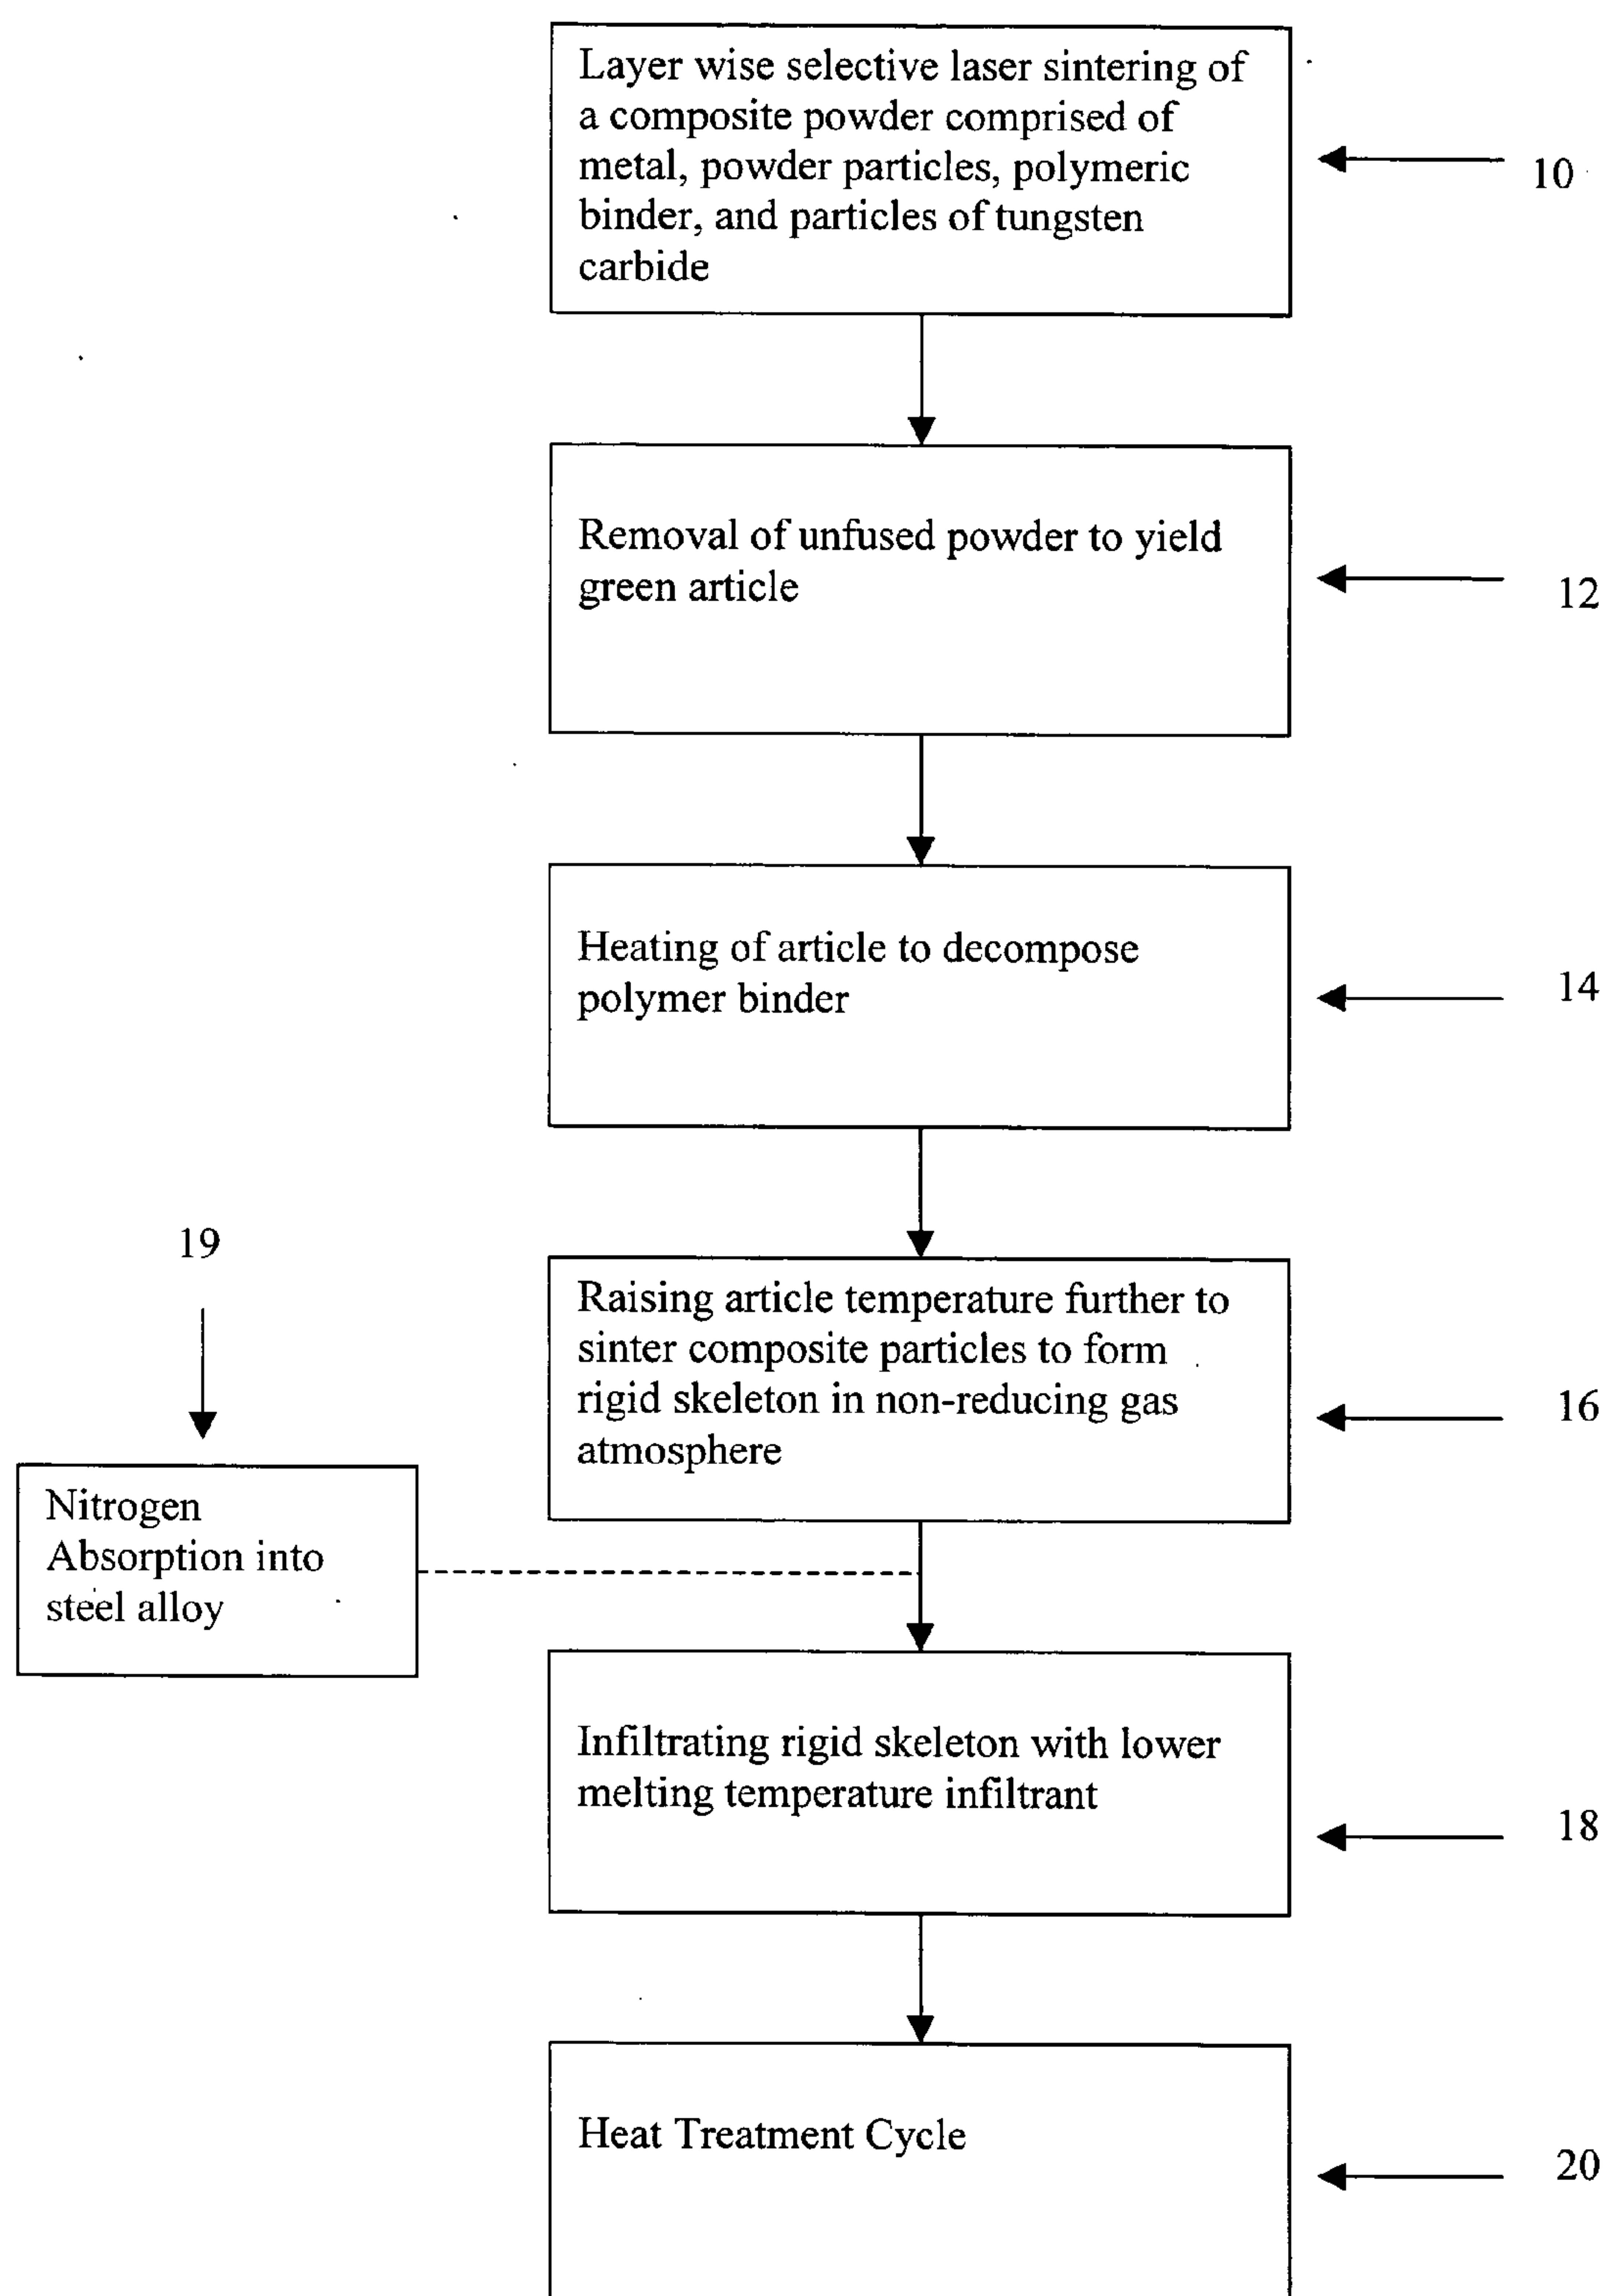 Layer wise selective laser sintering of
a composite powder comprised of
metal, powder particles, polymeric
binder, and particles of tungsten
carbide
10
Removal of unfused powder to yield
green article
12
Heating of article to decompose
polymer binder
14
19
Raising article temperature further to
sinter composite particles to form
rigid skeleton in non-reducing gas
atmosphere
16
Nitrogen
Absorption into
steel alloy
Infiltrating rigid skeleton with lower
melting temperature infiltrant
18
Heat Treatment Cycle
20